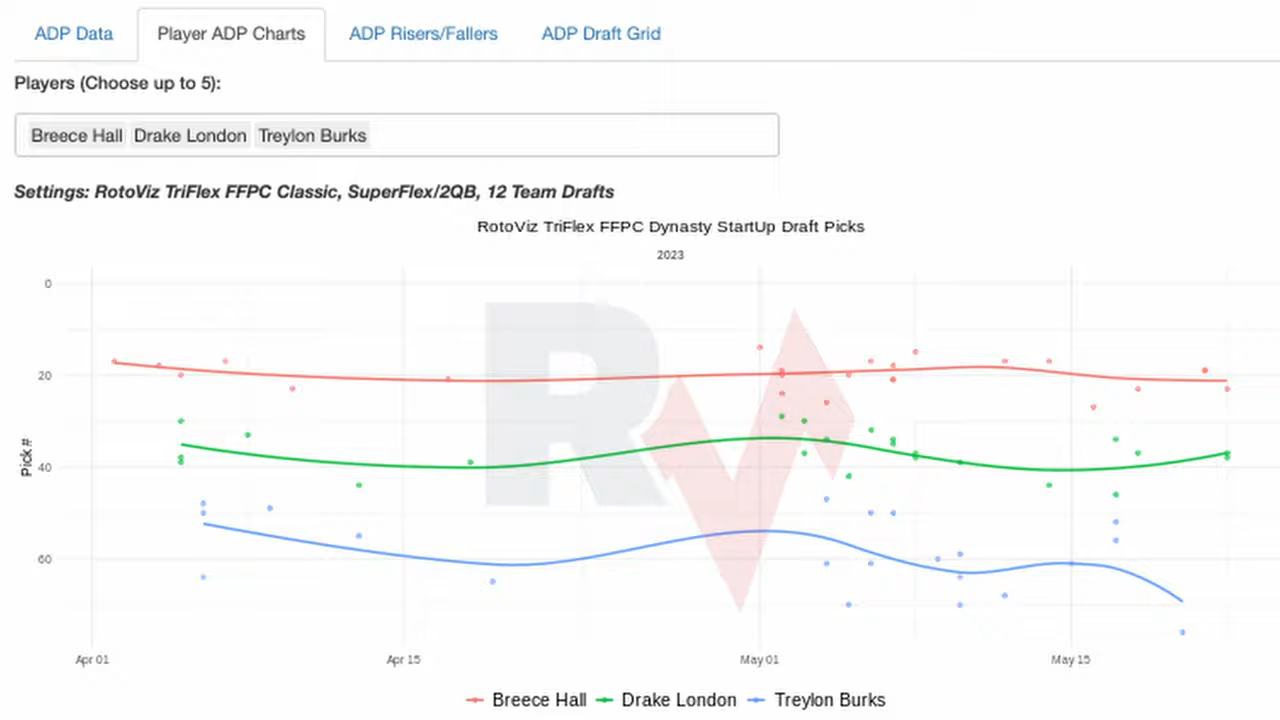 ADP Data Player ADP Charts ADP Risers/Fallers ADP Draft Grid
Players (Choose up to 5):
Breece Hall Drake London Treylon Burks
Settings: RotoViz TriFlex FFPC Classic, SuperFlex/2QB, 12 Team Drafts
RotoViz TriFlex FFPC Dynasty StartUp Draft Picks
2023
RV
Pick #
0
20
40
60
Apr 01 Apr 15 May 01 May 15
Breece Hall Drake London Treylon Burks